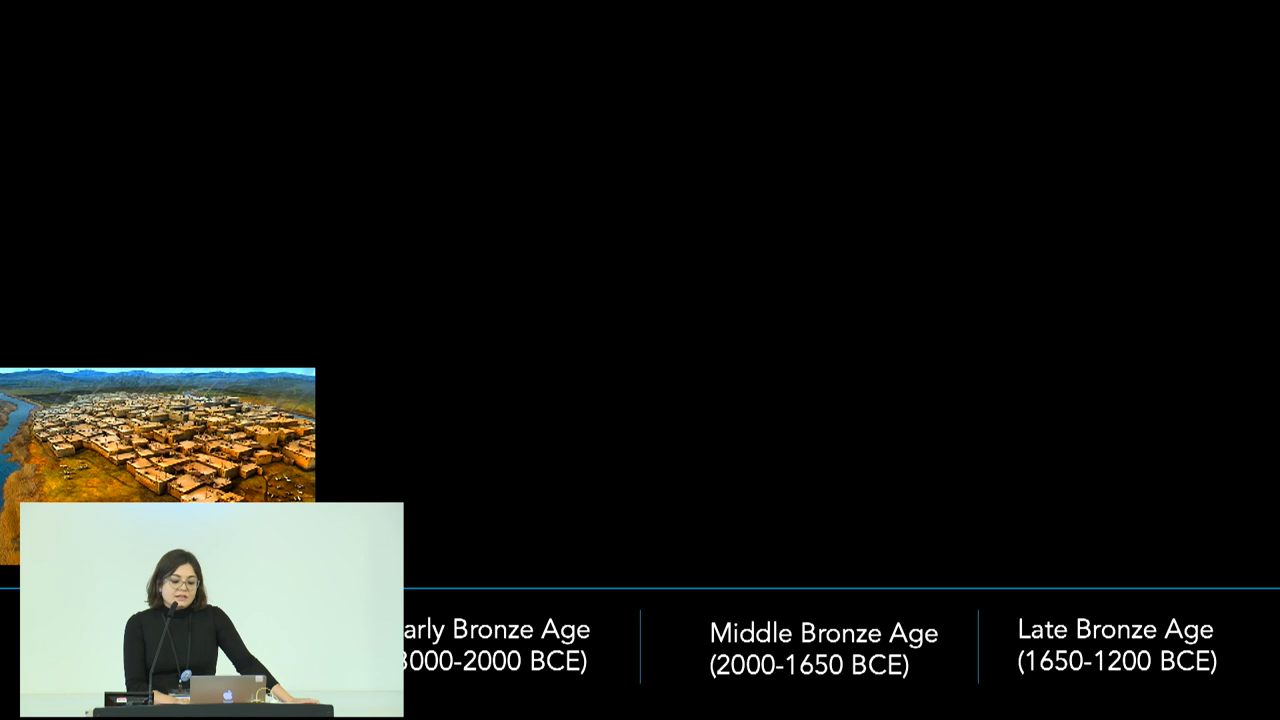 arly Bronze Age
3000-2000 BCE)
Middle Bronze Age
(2000-1650 BCE)
Late Bronze Age
(1650-1200 BCE)